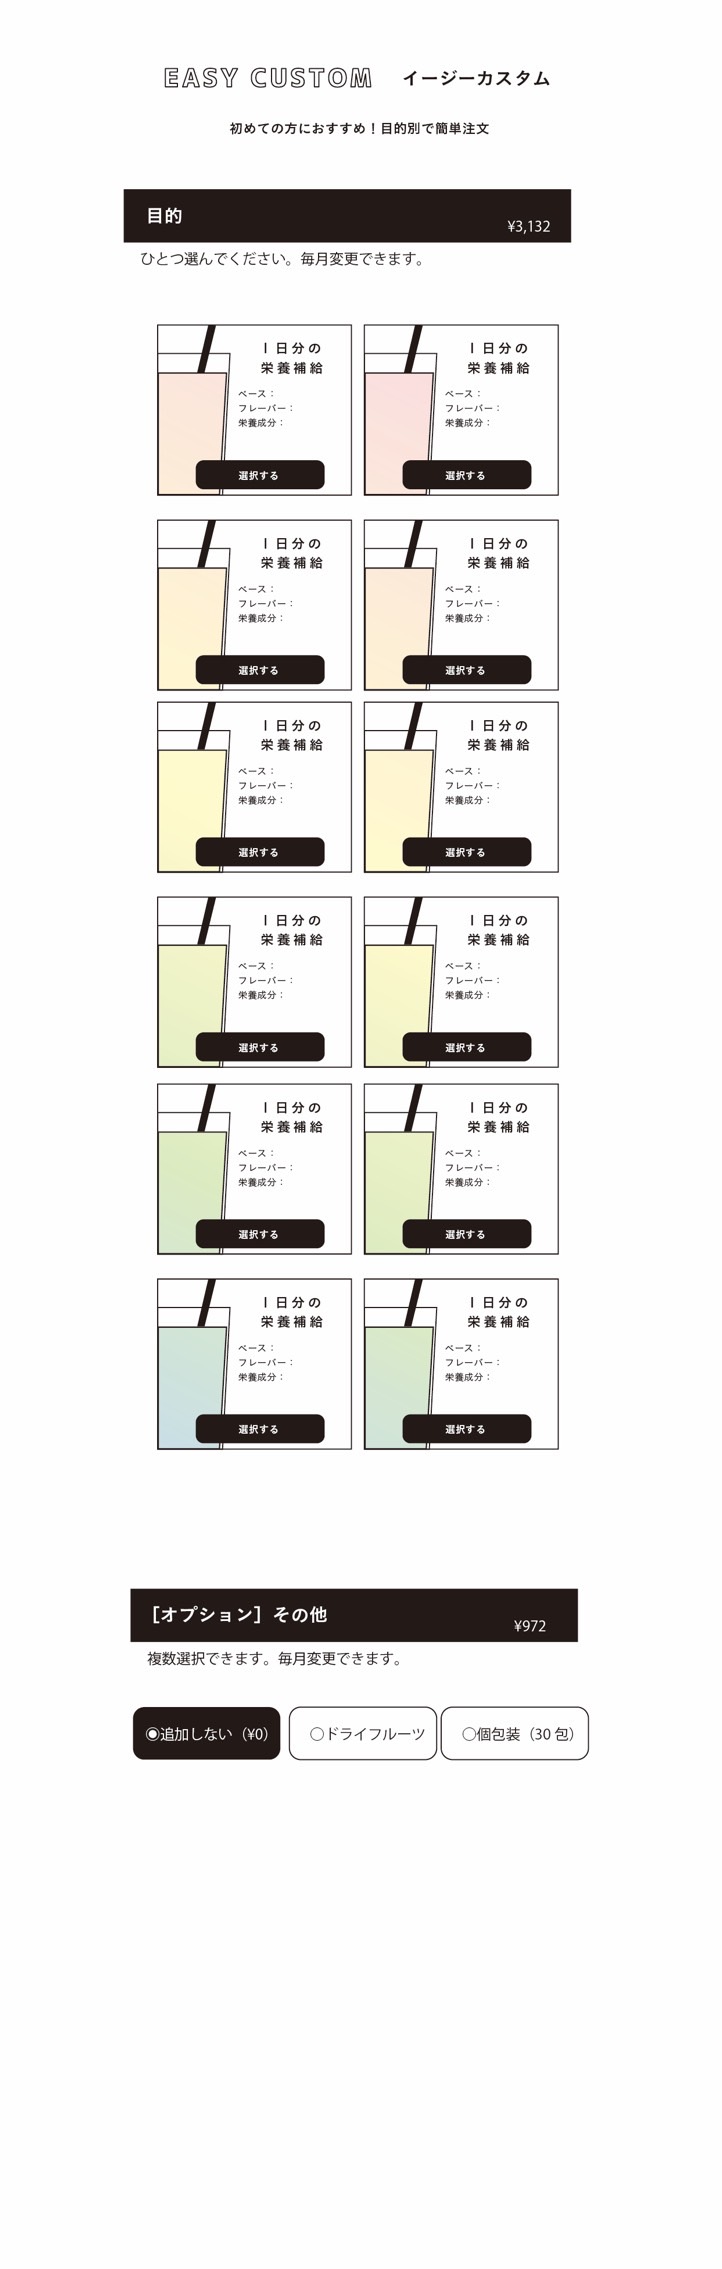 EASY CUSTOM イージーカスタム
初めての方におすすめ！目的別で簡単注文
目的
¥3,132
ひとつ選んでください。毎月変更できます。
1日分の
栄養補給
ベース：
フレーバー：
栄養成分：
選択する
1日分の
栄養補給
ベース：
フレーバー：
栄養成分：
選択する
1日分の
栄養補給
ベース：
フレーバー：
栄養成分：
選択する
1日分の
栄養補給
ベース：
フレーバー：
栄養成分：
選択する
1日分の
栄養補給
ベース：
フレーバー：
栄養成分：
選択する
1日分の
栄養補給
ベース：
フレーバー：
栄養成分：
選択する
1日分の
栄養補給
ベース：
フレーバー：
栄養成分：
選択する
1日分の
栄養補給
ベース：
フレーバー：
栄養成分：
選択する
1日分の
栄養補給
ベース：
フレーバー：
栄養成分：
選択する
1日分の
栄養補給
ベース：
フレーバー：
栄養成分：
選択する
1日分の
栄養補給
ベース：
フレーバー：
栄養成分：
選択する
1日分の
栄養補給
ベース：
フレーバー：
栄養成分：
選択する
［オプション］その他
¥972
複数選択できます。毎月変更できます。
◉追加しない（¥0）
○ドライフルーツ
○個包装（30 包）